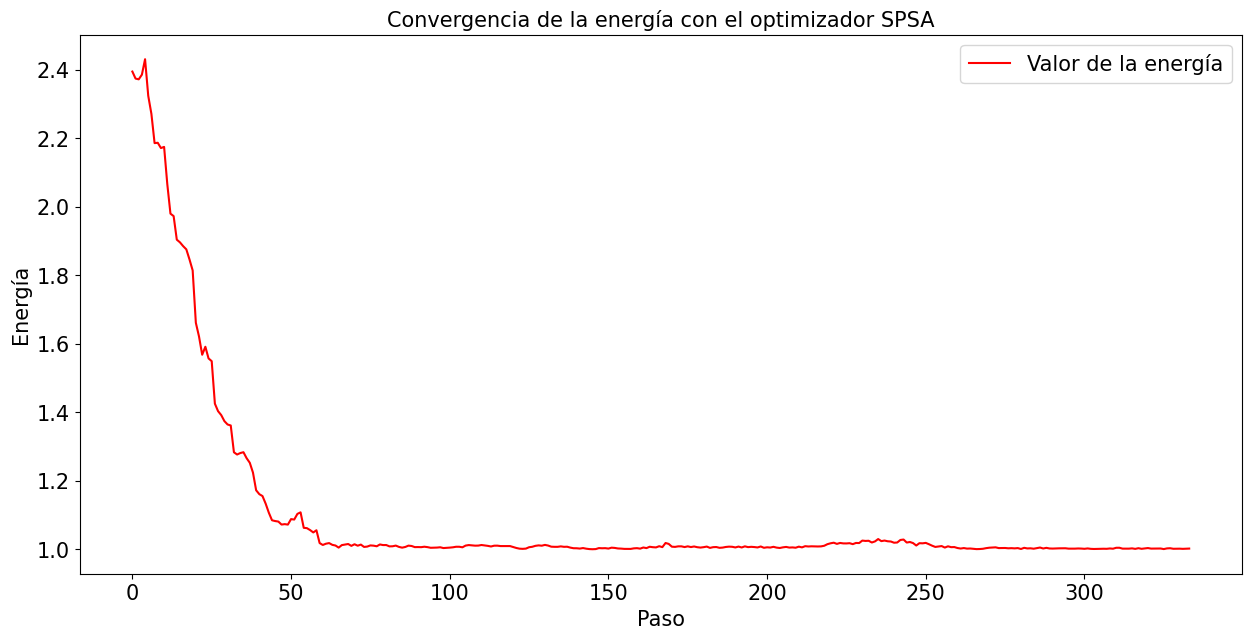 Convergencia de la energía con el optimizador SPSA
Valor de la energía
Energía
2.4
2.2
2.0
1.8
1.6
1.4
1.2
1.0
0 50 100 150 200 250 300
Paso